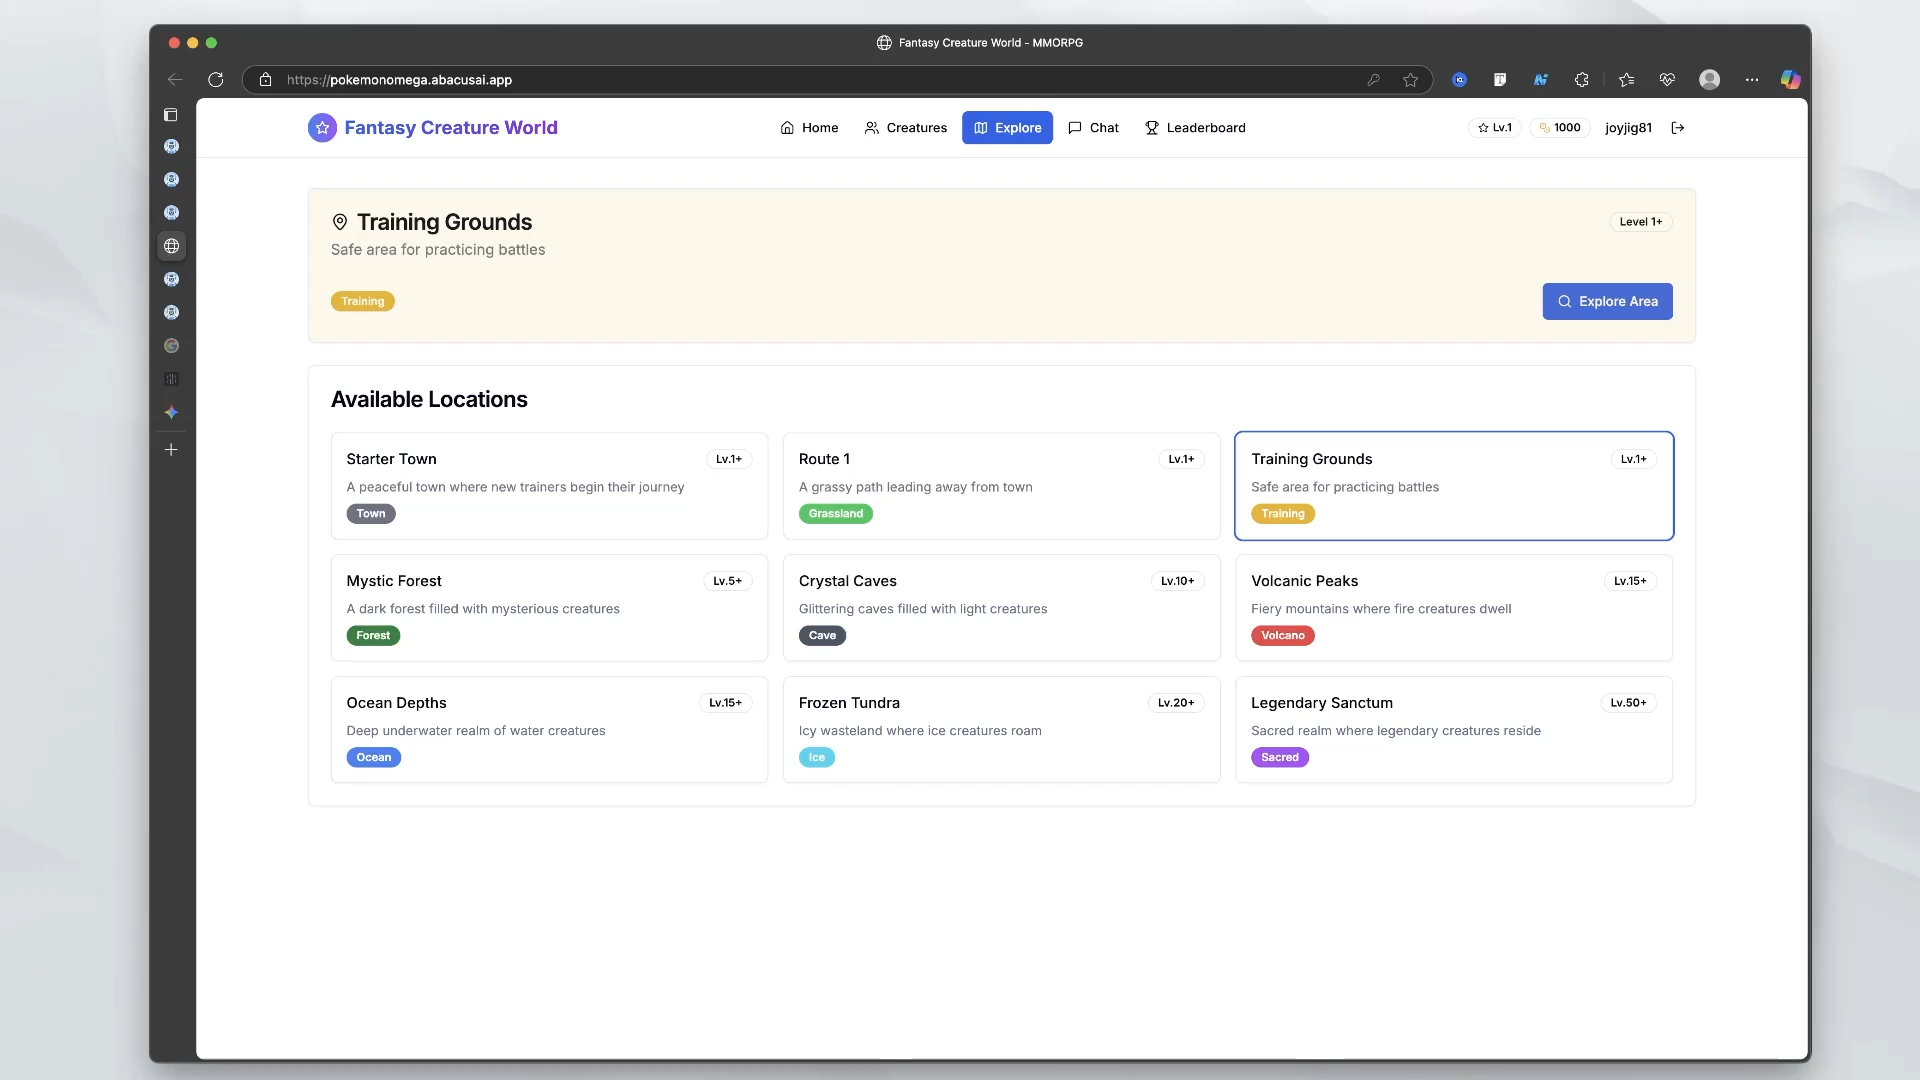 Fantasy Creature World - MMORPG
https://pokemonomega.abacusai.app
Fantasy Creature World
Home
Creatures
Explore
Chat
Leaderboard
Lv.1
1000
joyjig81
Training Grounds
Level 1+
Safe area for practicing battles
Training
Explore Area
Available Locations
Starter Town
Lv.1+
A peaceful town where new trainers begin their journey
Town
Route 1
Lv.1+
A grassy path leading away from town
Grassland
Training Grounds
Lv.1+
Safe area for practicing battles
Training
Mystic Forest
Lv.5+
A dark forest filled with mysterious creatures
Forest
Crystal Caves
Lv.10+
Glittering caves filled with light creatures
Cave
Volcanic Peaks
Lv.15+
Fiery mountains where fire creatures dwell
Volcano
Ocean Depths
Lv.15+
Deep underwater realm of water creatures
Ocean
Frozen Tundra
Lv.20+
Icy wasteland where ice creatures roam
Ice
Legendary Sanctum
Lv.50+
Sacred realm where legendary creatures reside
Sacred